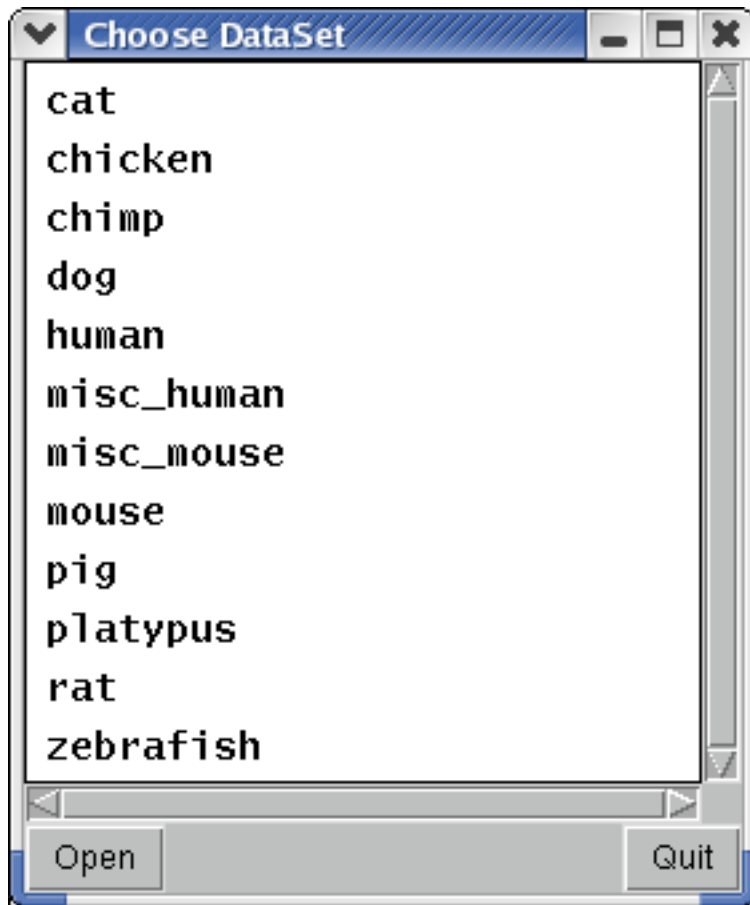 Choose DataSet
cat
chicken
chimp
dog
human
misc_human
misc_mouse
mouse
pig
platypus
rat
zebrafish
Open Quit